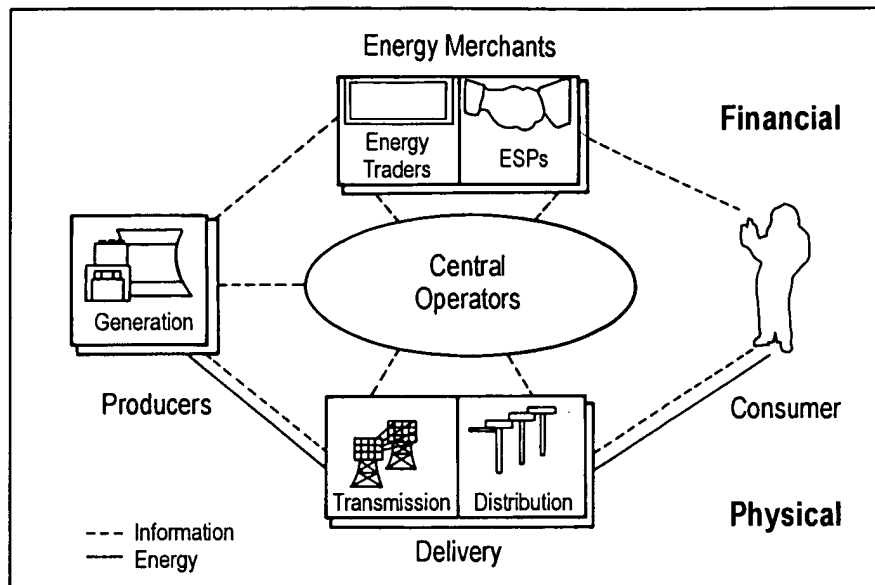 Energy Merchants
Financial
Energy
Traders
ESPs
Central
Operators
Generation
Producers
Consumer
Transmission
Distribution
Physical
Information
Energy
Delivery